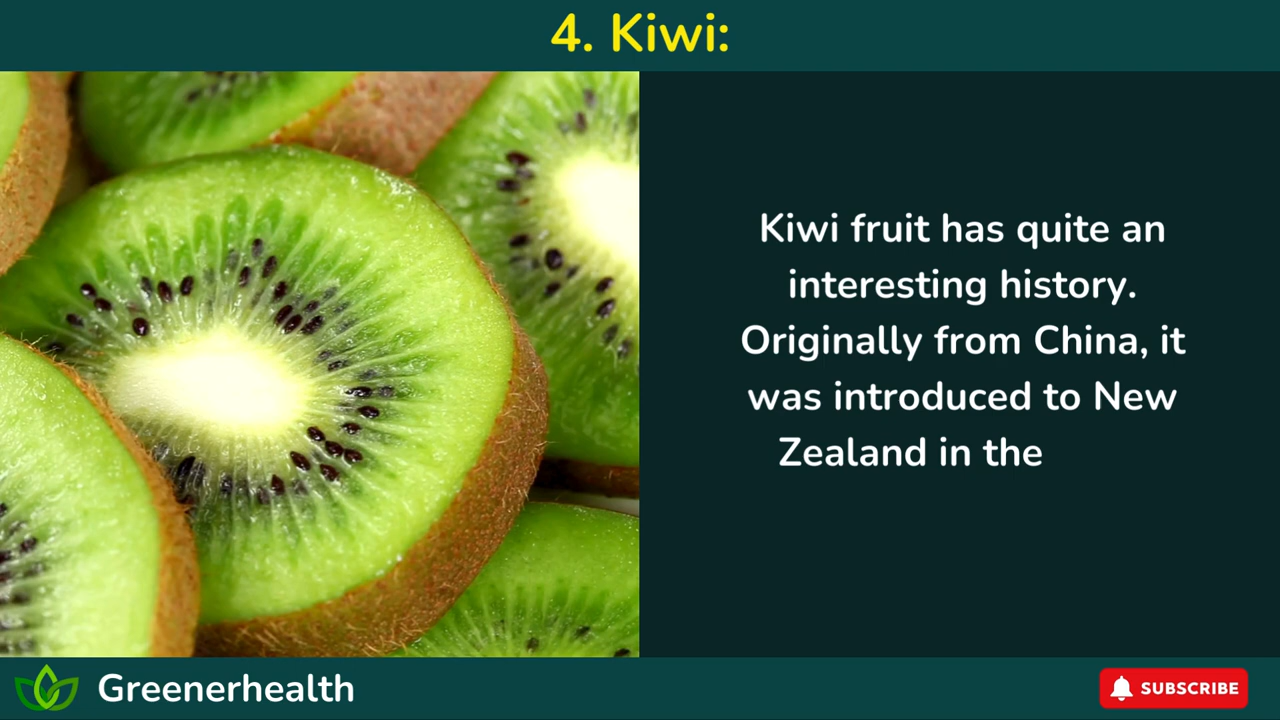 4. Kiwi:
Kiwi fruit has quite an
interesting history.
Originally from China, it
was introduced to New
Zealand in the
Greenerhealth
SUBSCRIBE